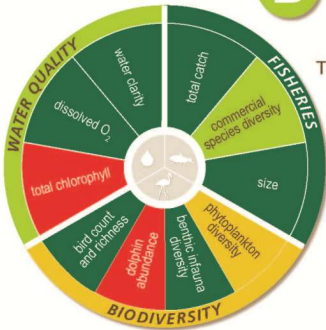 WATER QUALITY
water clarity
dissolved O₂
total chlorophyll
FISHERIES
total catch
commercial
species diversity
size
BIODIVERSITY
phytoplankton
diversity
benthic infauna
diversity
dolphin
abundance
bird count
and richness
T